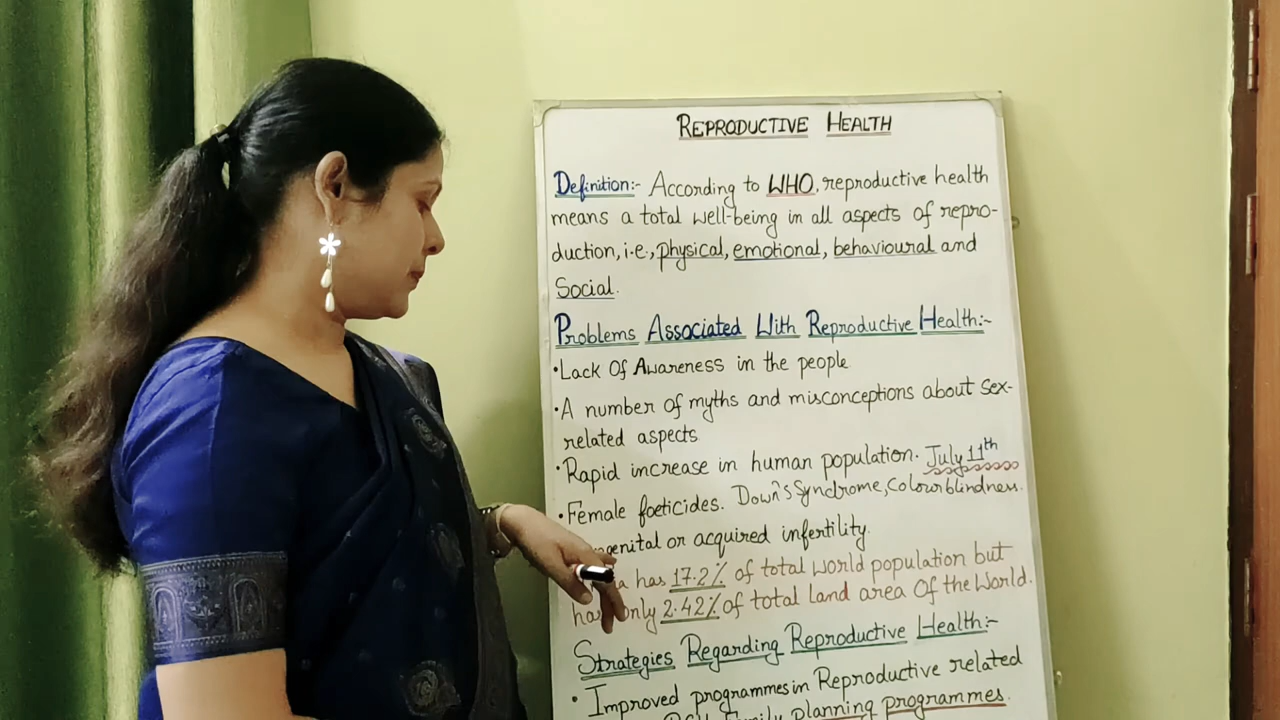 REPRODUCTIVE HEALTH
Definition:- According to WHO, reproductive health
means a total well-being in all aspects of repro-
duction, i.e., physical, emotional, behavioural and
Social.
Problems Associated With Reproductive Health:-
•Lack Of Awareness in the people
•A number of myths and misconceptions about sex-
related aspects
•Rapid increase in human population. July 11th
•Female foeticides. Down's Syndrome, Colourblindness.
or acquired infertility.
has 17.2% of total world population but
only 2.42% of total land area Of the World.
Strategies Regarding Reproductive Health:-
• Improved programmes in Reproductive related
Family planning programmes.